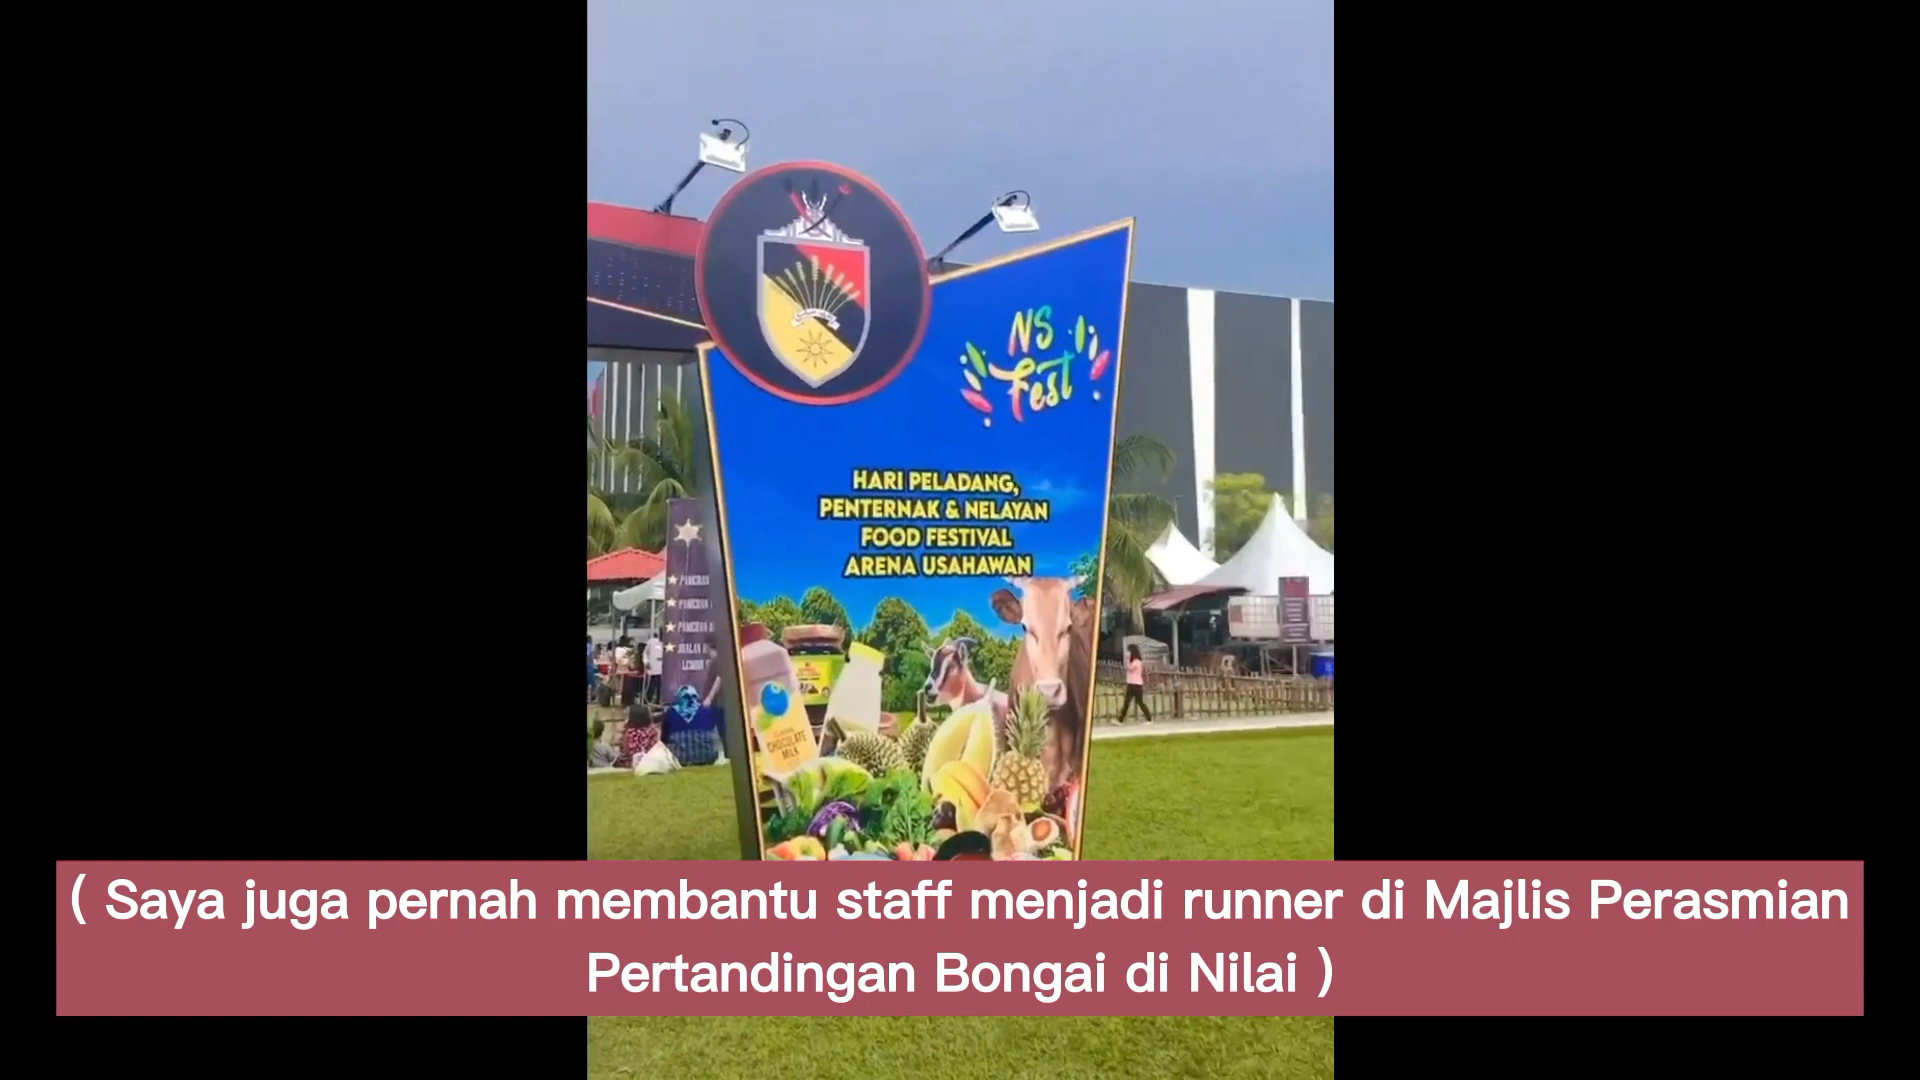 NS
Fest
HARI PELADANG,
PENTERNAK & NELAYAN
FOOD FESTIVAL
ARENA USAHAWAN
CHOCOLATE
MILK
( Saya juga pernah membantu staff menjadi runner di Majlis Perasmian
Pertandingan Bongai di Nilai )